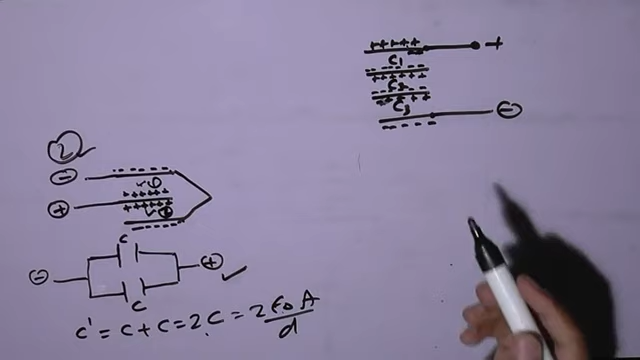 +++++
+
C₁
- - - - -
+++++
C₂
- - - - -
++++
C₃
⊖
- - - - -
②
⊖
- - - - - -
+++++
⊕
+++++
- - - - -
C
⊖
⊕
C
C' = C + C = 2C = 2ε₀A/d